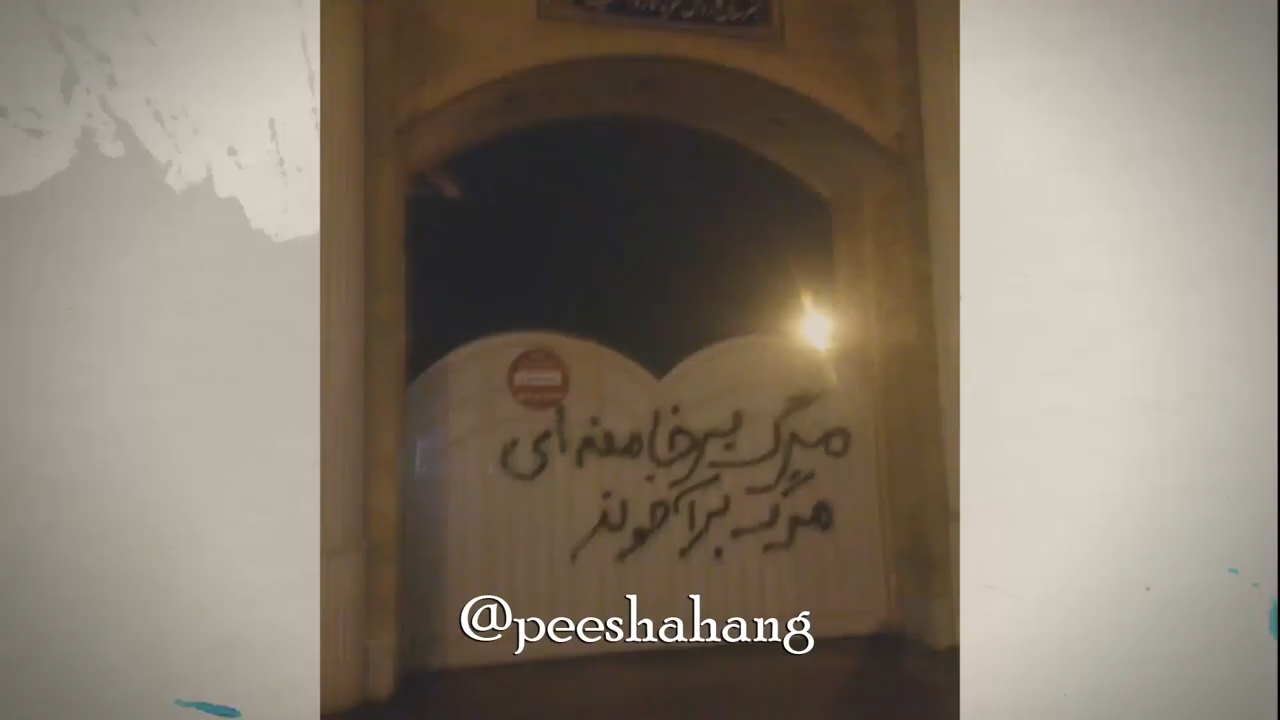 مرگ بر خامنه ای
مرگ بر آخوند
@peeshahang